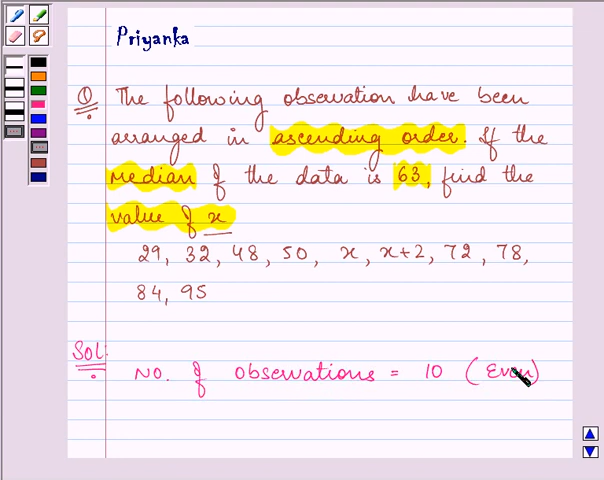 Priyanka
Q The following observation have been
arranged in ascending order. If the
median of the data is 63, find the
value of x
29, 32, 48, 50, x, x+2, 72, 78,
84, 95
Sol:
No. of observations = 10 (Even)